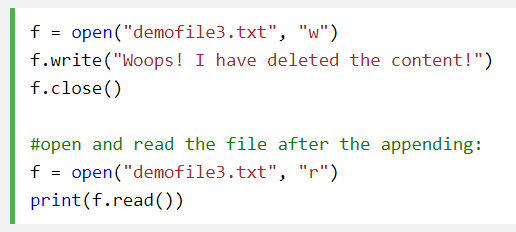 f = open("demofile3.txt", "w")
f.write("Woops! I have deleted the content!")
f.close()
#open and read the file after the appending:
f = open("demofile3.txt", "r")
print(f.read())